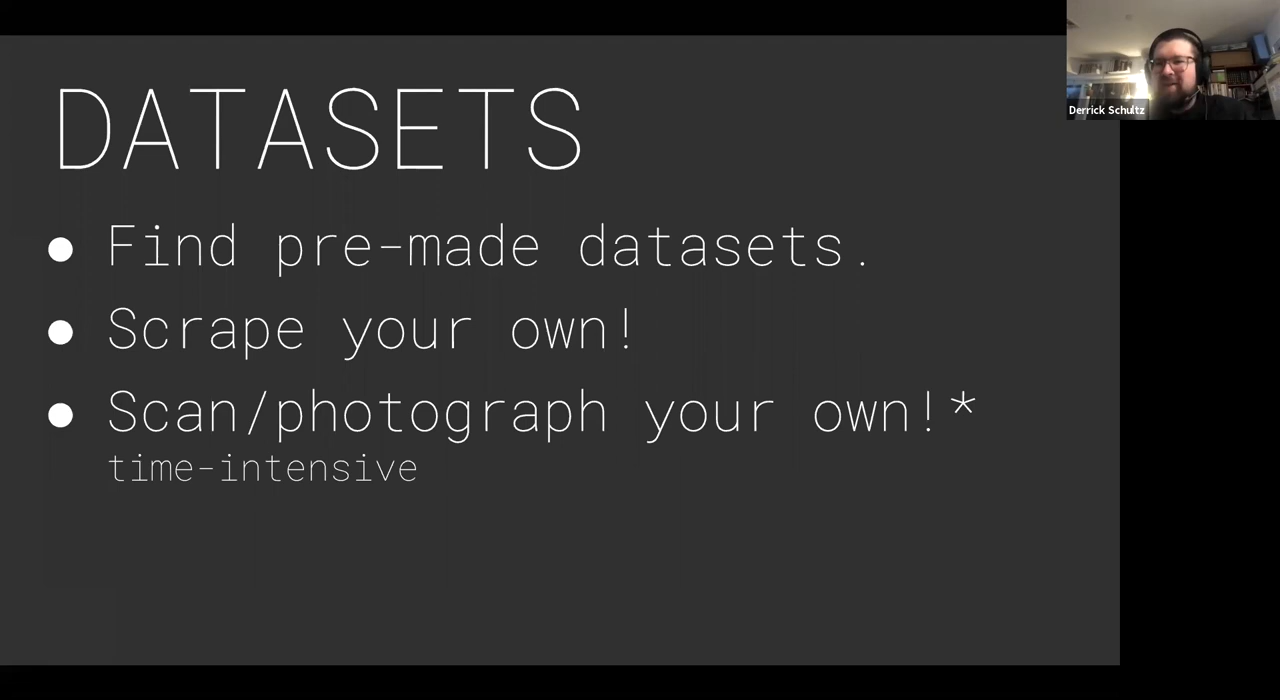 DATASETS
● Find pre-made datasets.
● Scrape your own!
● Scan/photograph your own!*
time-intensive
Derrick Schultz